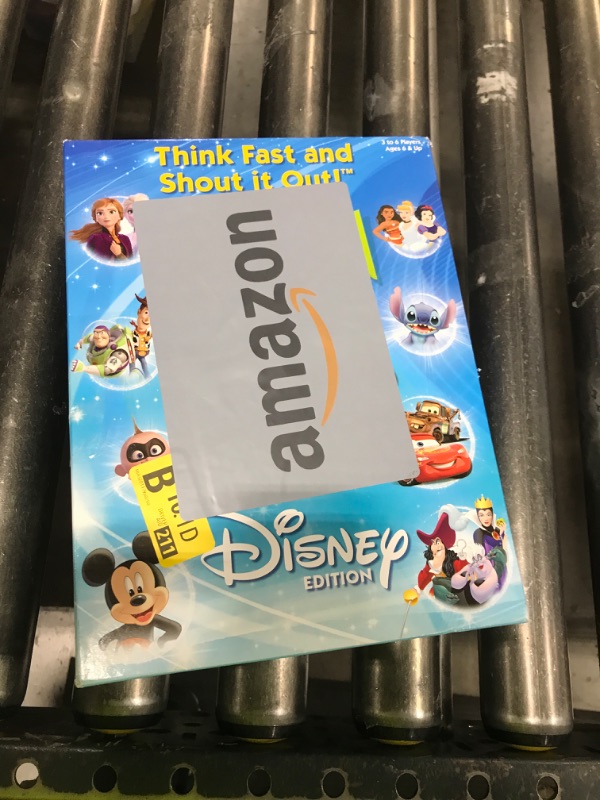 Think Fast and
Shout it Out!™
3 to 6 Players
Ages 6 & Up
amazon
B
211
DISNEY
EDITION